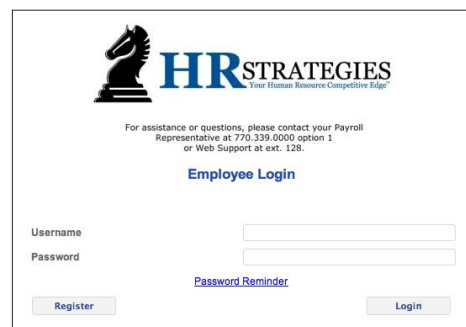 HRSTRATEGIES
Your Human Resource Competitive Edge™
For assistance or questions, please contact your Payroll
Representative at 770.339.0000 option 1
or Web Support at ext. 128.
Employee Login
Username
Password
Password Reminder
Register Login